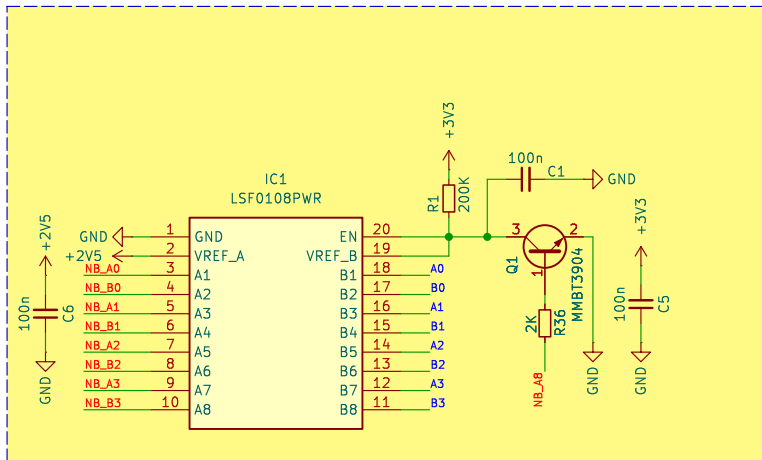 IC1
LSF0108PWR
GND 1 GND EN 20
+2V5 2 VREF_A VREF_B 19
NB_A0 3 A1 B1 18 A0
NB_B0 4 A2 B2 17 B0
NB_A1 5 A3 B3 16 A1
NB_B1 6 A4 B4 15 B1
NB_A2 7 A5 B5 14 A2
NB_B2 8 A6 B6 13 B2
NB_A3 9 A7 B7 12 A3
NB_B3 10 A8 B8 11 B3
+2V5
100n
C6
GND
+3V3
R1
200K
100n
C1
GND
3
2
1
Q1
MMBT3904
2K
R36
NB_A8
GND
+3V3
100n
C5
GND